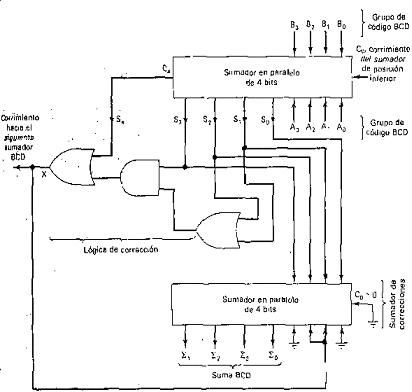 B3 B2 B1 B0
Grupo de
código BCD
C0 corrimiento
del sumador
de posición
inferior
C4
Sumador en paralelo
de 4 bits
Corrimiento
hacia el
siguiente
sumador
BCD
X
S4 S3 S2 S1 S0
A3 A2 A1 A0
Grupo de
código BCD
Lógica de corrección
Sumador en paralelo
de 4 bits
C0 = 0
Sumador de
correcciones
Σ1 Σ2 Σ2 Σ0
Suma BCD